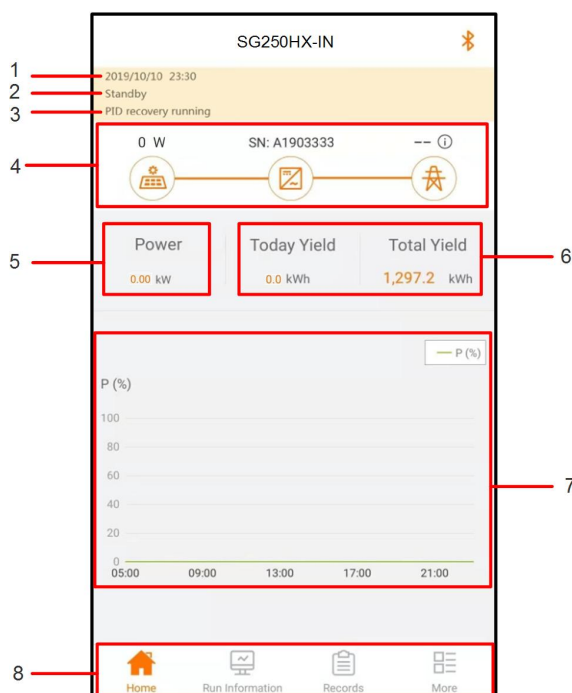 SG250HX-IN
1
2019/10/10 23:30
2
Standby
3
PID recovery running
4
0 W SN: A1903333 --
5
Power Today Yield Total Yield
6
0.00 kW 0.0 kWh 1,297.2 kWh
P (%)
P (%)
100
80
60
7
40
20
0
05:00 09:00 13:00 17:00 21:00
8
Home Run Information Records More